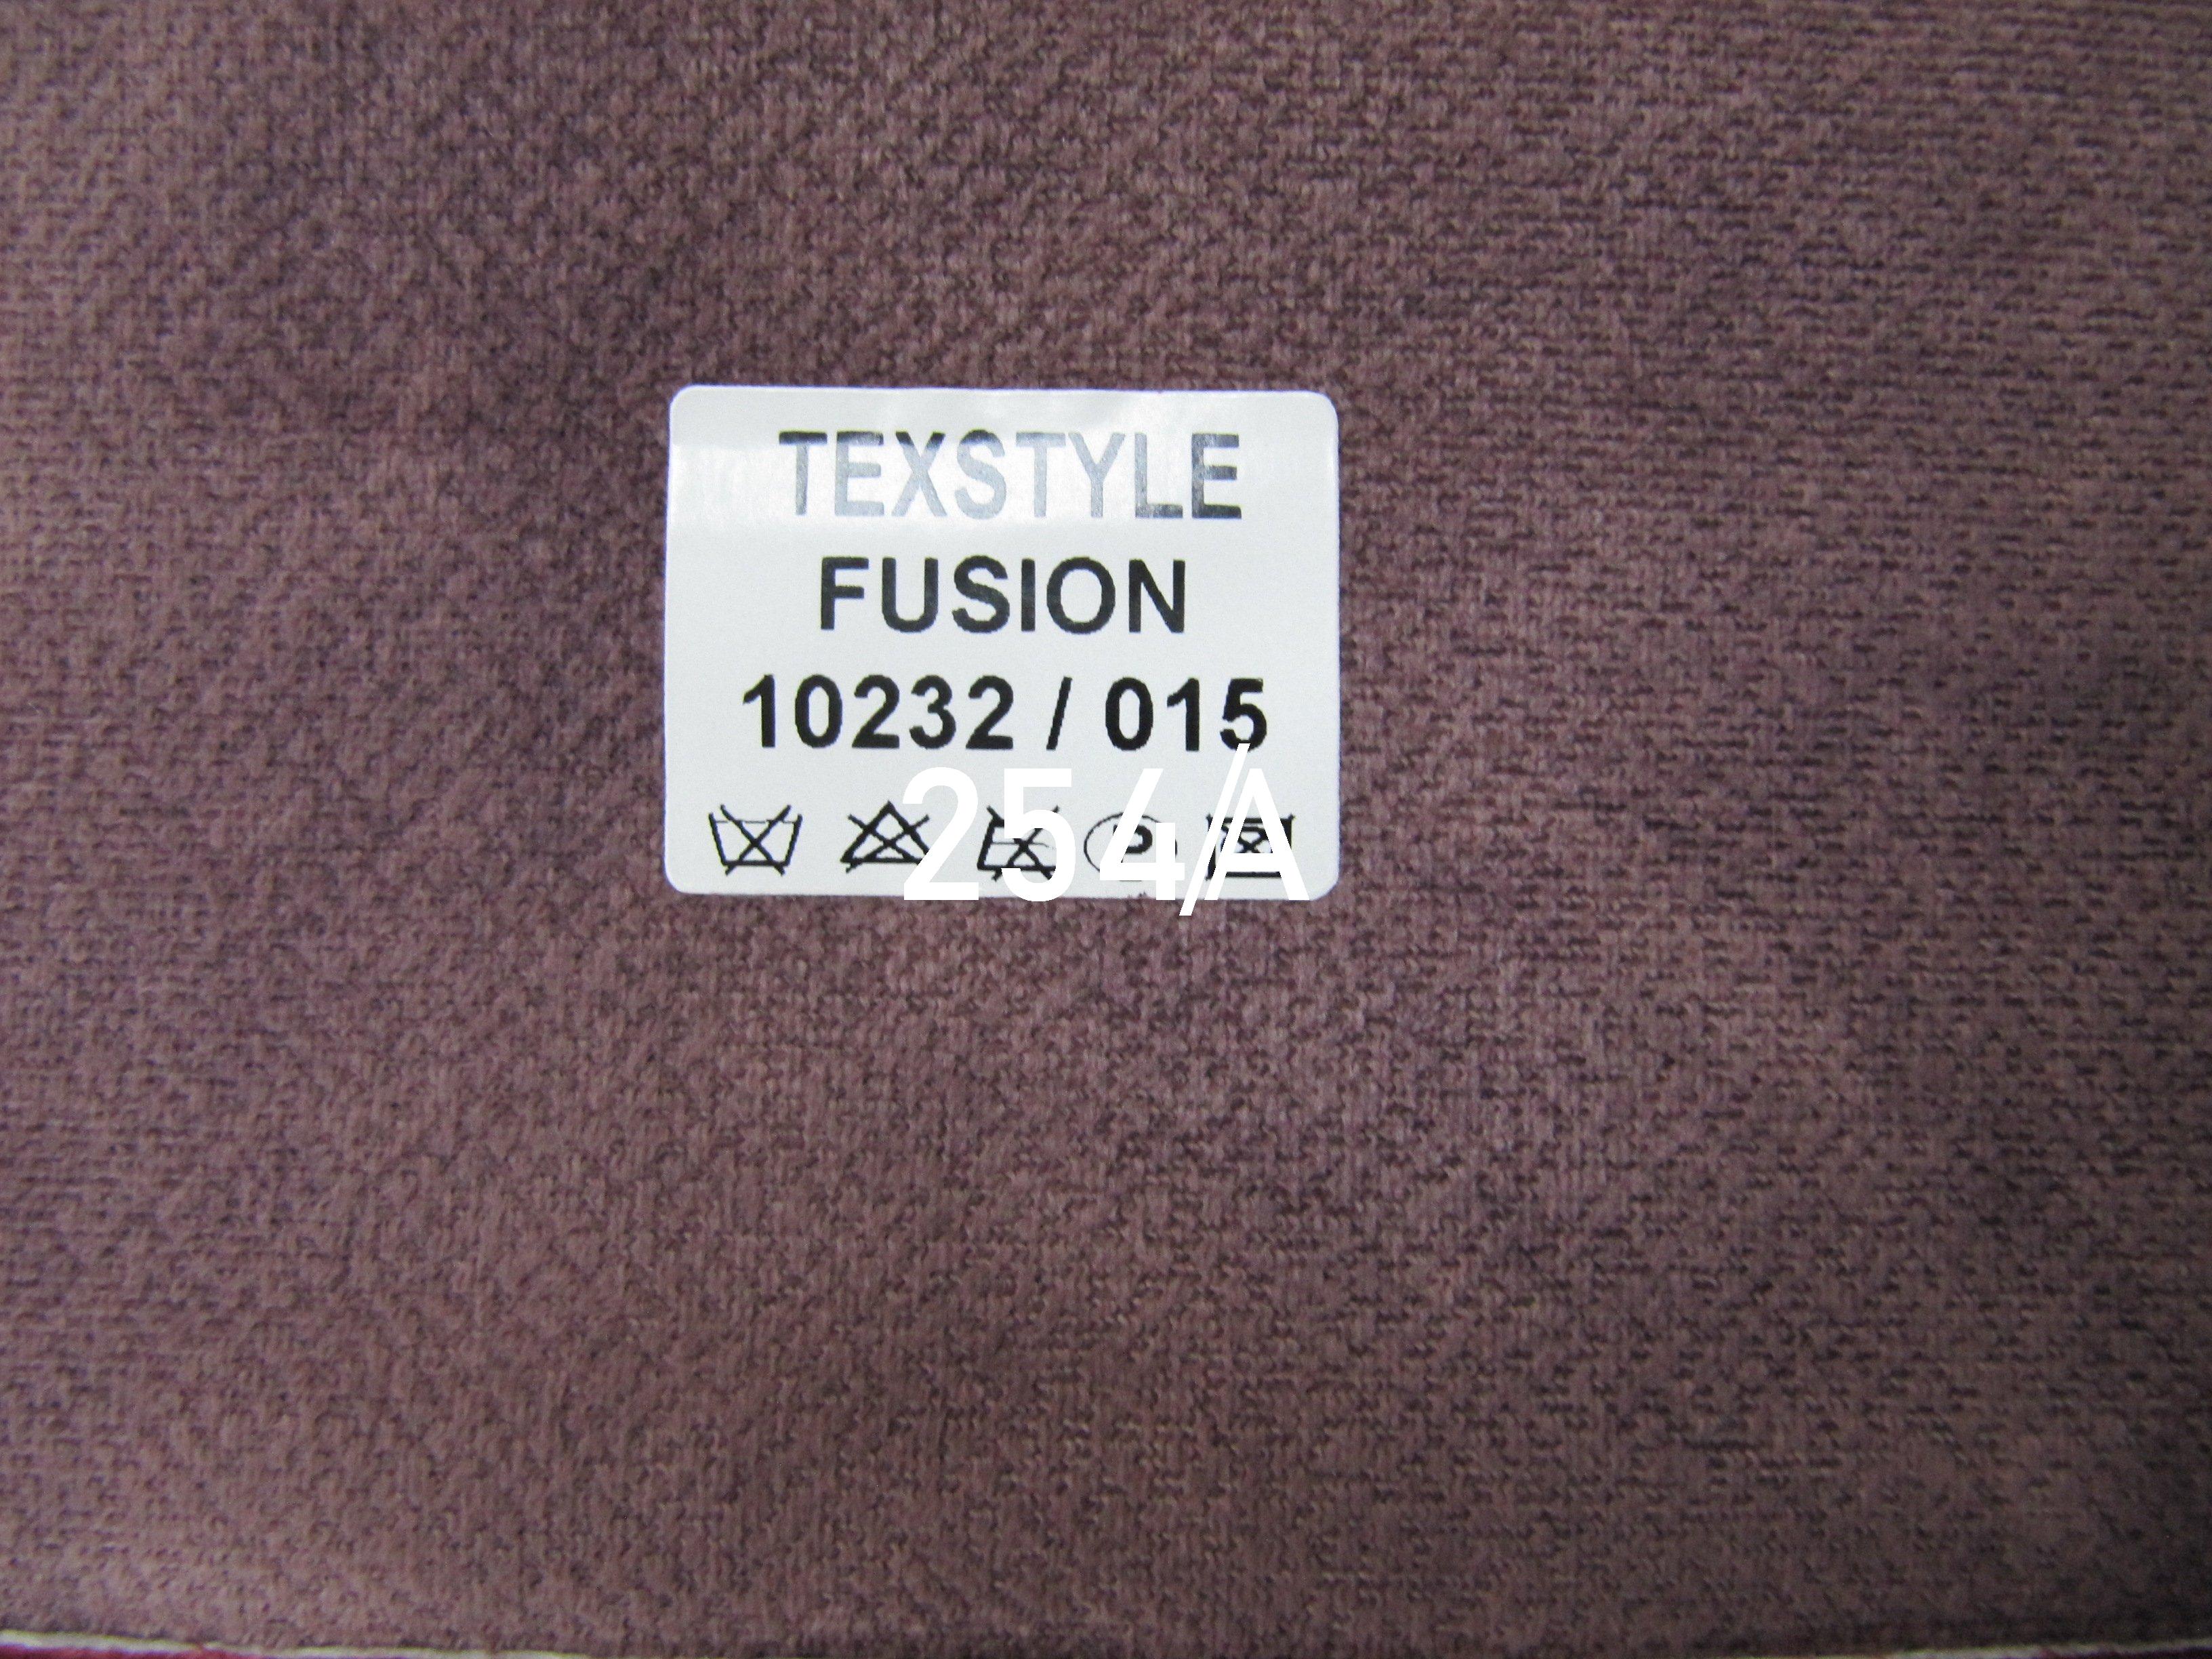 TEXSTYLE
FUSION
10232 / 015
254/A
P